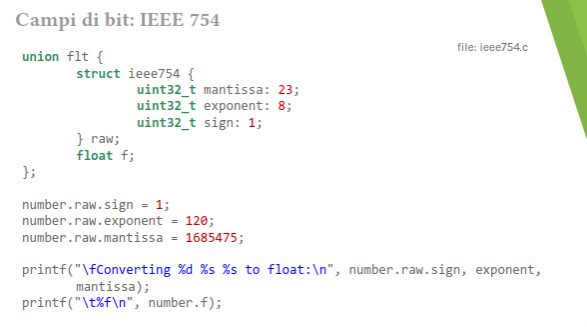 Campi di bit: IEEE 754
file: ieee754.c
union flt {
struct ieee754 {
uint32_t mantissa: 23;
uint32_t exponent: 8;
uint32_t sign: 1;
} raw;
float f;
};
number.raw.sign = 1;
number.raw.exponent = 120;
number.raw.mantissa = 1685475;
printf("\fConverting %d %s %s to float:\n", number.raw.sign, exponent,
mantissa);
printf("\t%f\n", number.f);